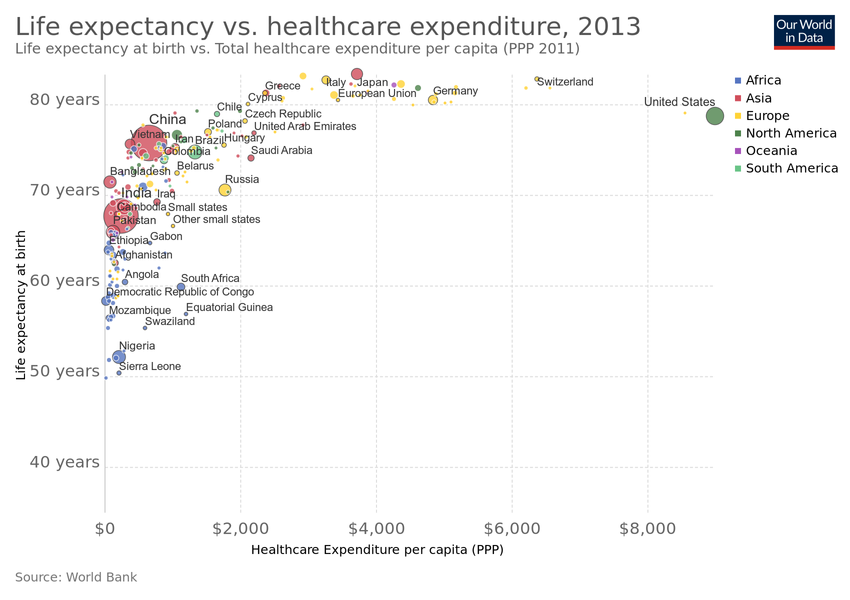 Life expectancy vs. healthcare expenditure, 2013
Life expectancy at birth vs. Total healthcare expenditure per capita (PPP 2011)
Our World
in Data
Africa
Asia
Europe
North America
Oceania
South America
Life expectancy at birth
80 years
70 years
60 years
50 years
40 years
Greece
Italy
Japan
Switzerland
Cyprus
European Union
Germany
United States
Chile
Czech Republic
China
Poland
United Arab Emirates
Vietnam
Iran
Brazil
Hungary
Colombia
Saudi Arabia
Bangladesh
Belarus
Russia
India
Iraq
Cambodia
Small states
Pakistan
Other small states
Ethiopia
Gabon
Afghanistan
Angola
South Africa
Democratic Republic of Congo
Mozambique
Equatorial Guinea
Swaziland
Nigeria
Sierra Leone
$0
$2,000
$4,000
$6,000
$8,000
Healthcare Expenditure per capita (PPP)
Source: World Bank